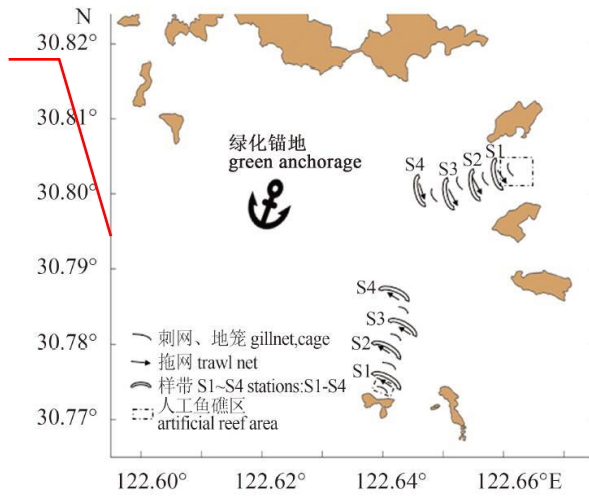 N
30.82°
30.81°
30.80°
30.79°
30.78°
30.77°
绿化锚地
green anchorage
S4
S3
S2
S1
S4
S3
S2
S1
刺网、地笼 gillnet,cage
拖网 trawl net
样带 S1~S4 stations:S1-S4
人工鱼礁区
artificial reef area
122.60°
122.62°
122.64°
122.66°E